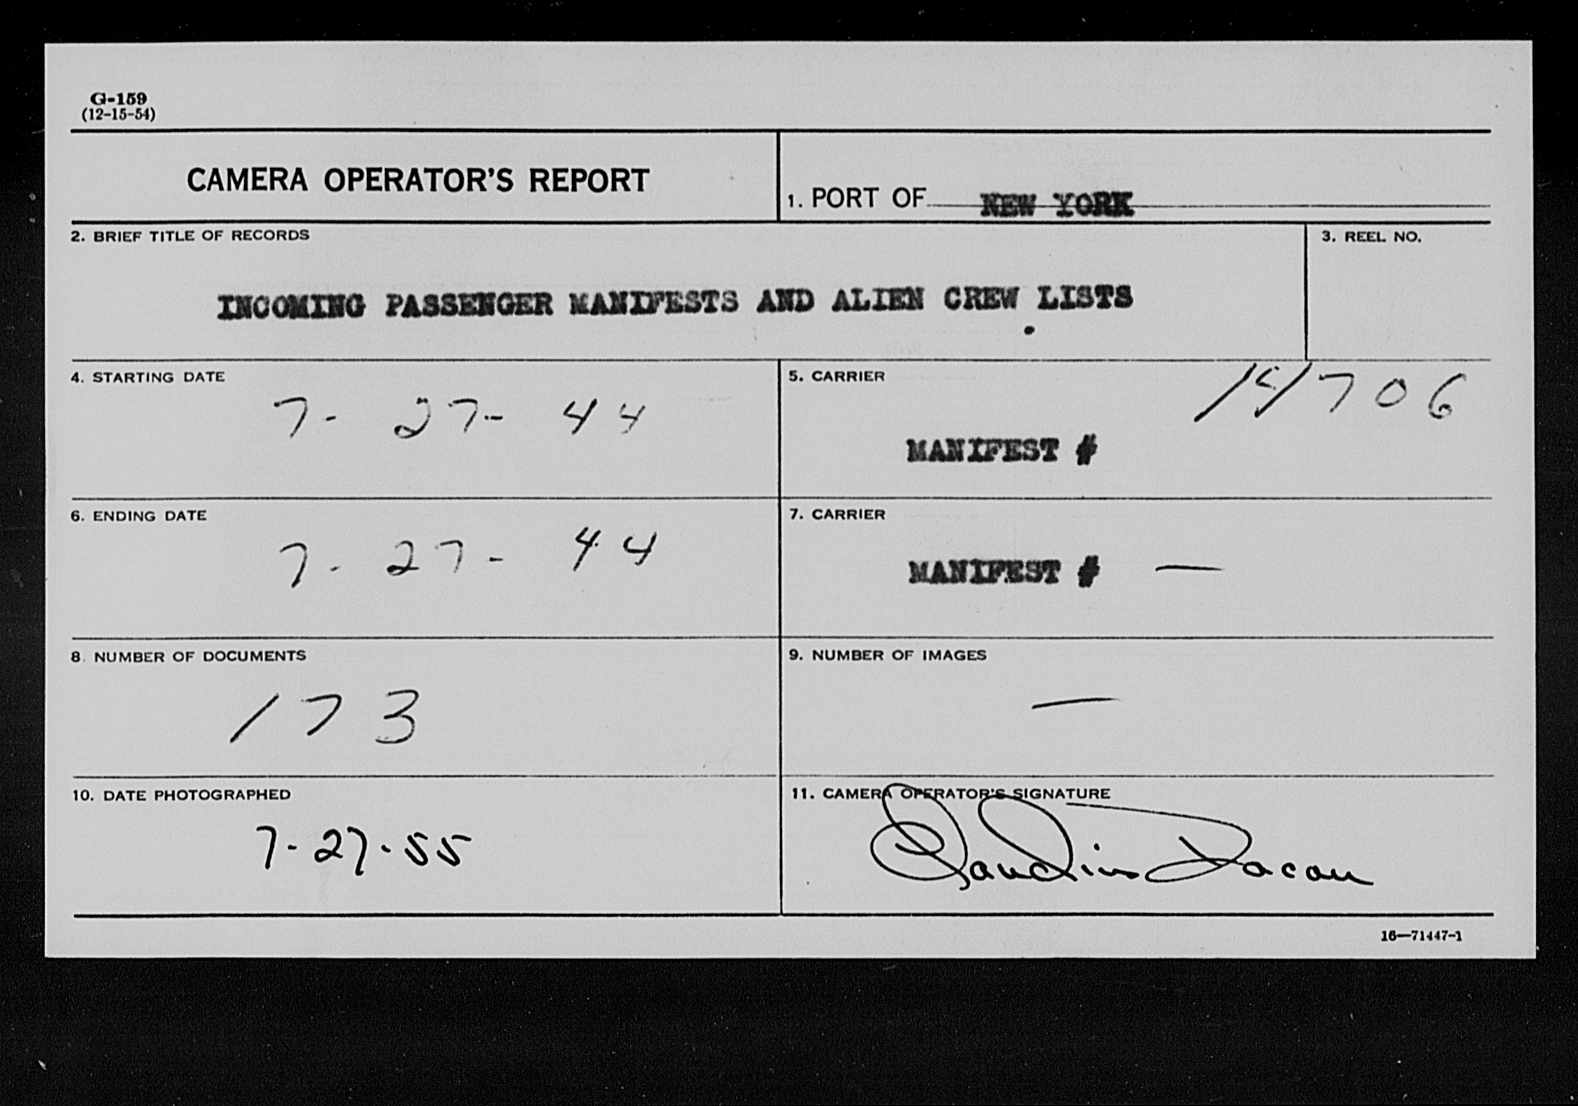 G-159
(12-15-54)
CAMERA OPERATOR'S REPORT
1. PORT OF NEW YORK
2. BRIEF TITLE OF RECORDS
3. REEL NO.
INCOMING PASSENGER MANIFESTS AND ALIEN CREW LISTS
4. STARTING DATE
7-27-44
5. CARRIER
MANIFEST #
6. ENDING DATE
7-27-44
7. CARRIER
MANIFEST # —
8. NUMBER OF DOCUMENTS
173
9. NUMBER OF IMAGES
—
10. DATE PHOTOGRAPHED
7-27-55
11. CAMERA OPERATOR'S SIGNATURE
16—71447-1